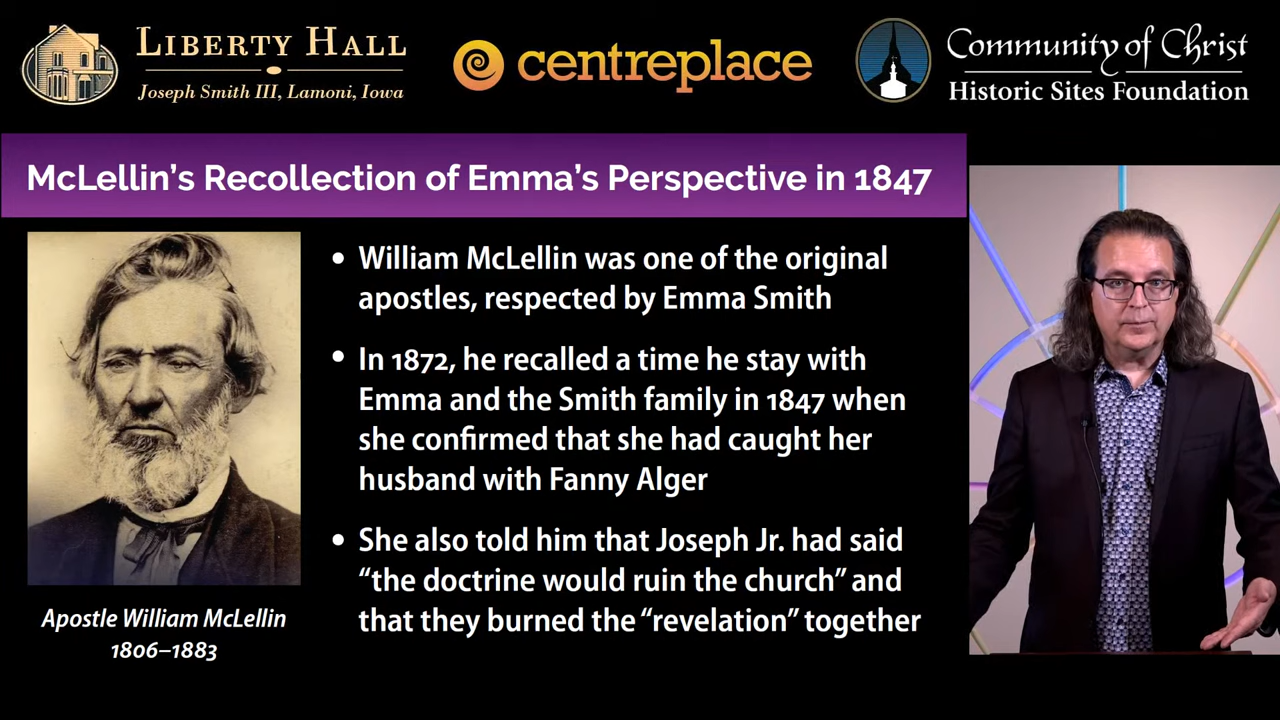 LIBERTY HALL
Joseph Smith III, Lamoni, Iowa
centreplace
Community of Christ
Historic Sites Foundation
McLellin’s Recollection of Emma’s Perspective in 1847
• William McLellin was one of the original
apostles, respected by Emma Smith
• In 1872, he recalled a time he stay with
Emma and the Smith family in 1847 when
she confirmed that she had caught her
husband with Fanny Alger
• She also told him that Joseph Jr. had said
“the doctrine would ruin the church” and
that they burned the “revelation” together
Apostle William McLellin
1806–1883